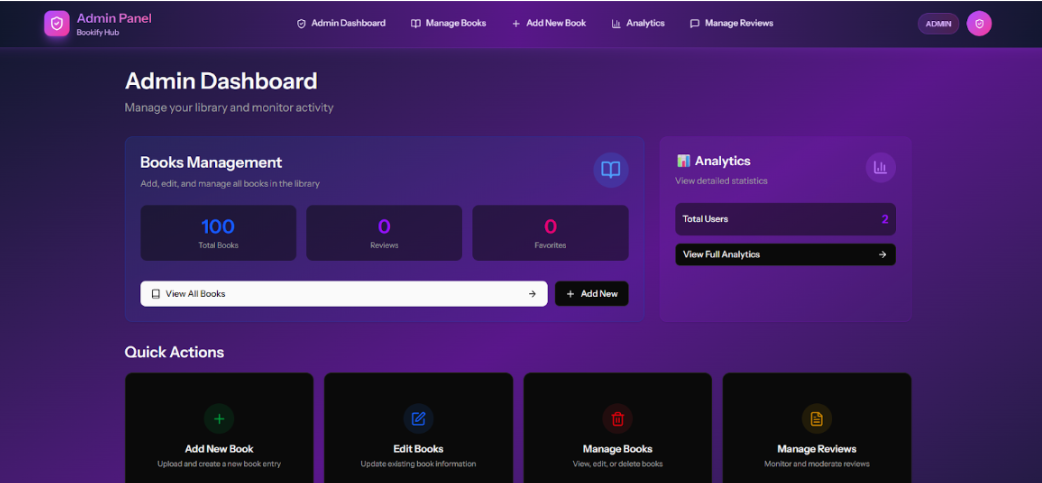 Admin Panel
Bookify Hub
Admin Dashboard
Manage Books
Add New Book
Analytics
Manage Reviews
ADMIN
Admin Dashboard
Manage your library and monitor activity
Books Management
Add, edit, and manage all books in the library
100
Total Books
0
Reviews
0
Favorites
View All Books
Add New
Analytics
View detailed statistics
Total Users 2
View Full Analytics
Quick Actions
Add New Book
Upload and create a new book entry
Edit Books
Update existing book information
Manage Books
View, edit, or delete books
Manage Reviews
Monitor and moderate reviews